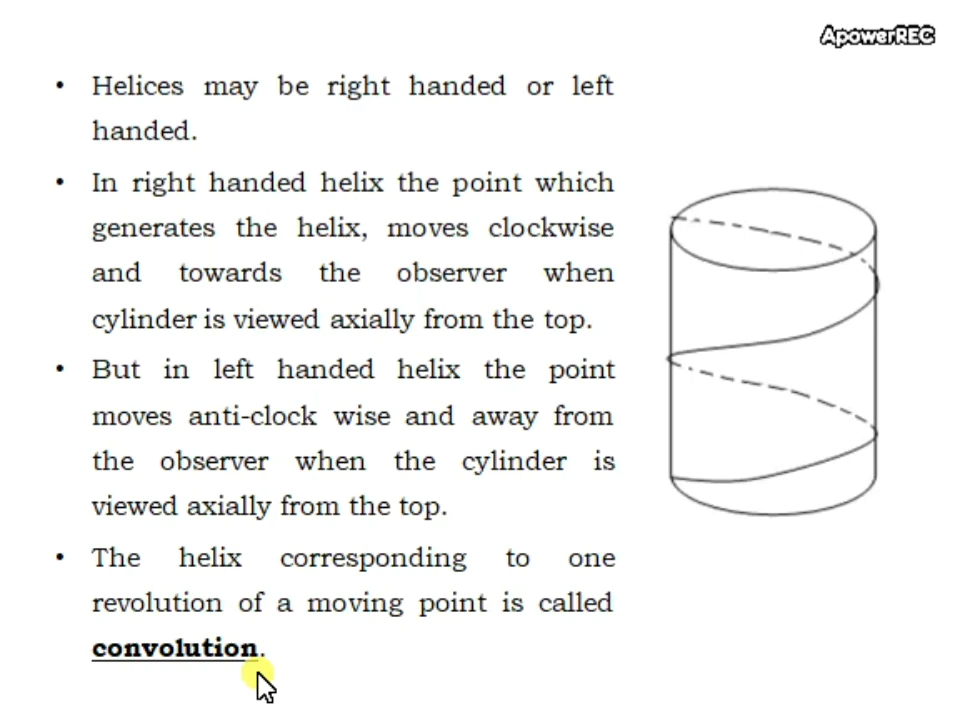 ApowerREC
• Helices may be right handed or left
handed.
• In right handed helix the point which
generates the helix, moves clockwise
and towards the observer when
cylinder is viewed axially from the top.
• But in left handed helix the point
moves anti-clock wise and away from
the observer when the cylinder is
viewed axially from the top.
• The helix corresponding to one
revolution of a moving point is called
convolution.